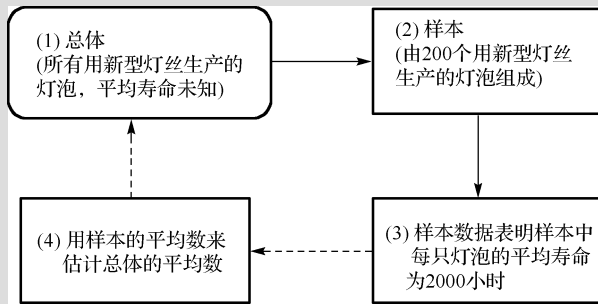 (1) 总体
(所有用新型灯丝生产的
灯泡，平均寿命未知)
(2) 样本
(由200个用新型灯丝
生产的灯泡组成)
(3) 样本数据表明样本中
每只灯泡的平均寿命
为2000小时
(4) 用样本的平均数来
估计总体的平均数